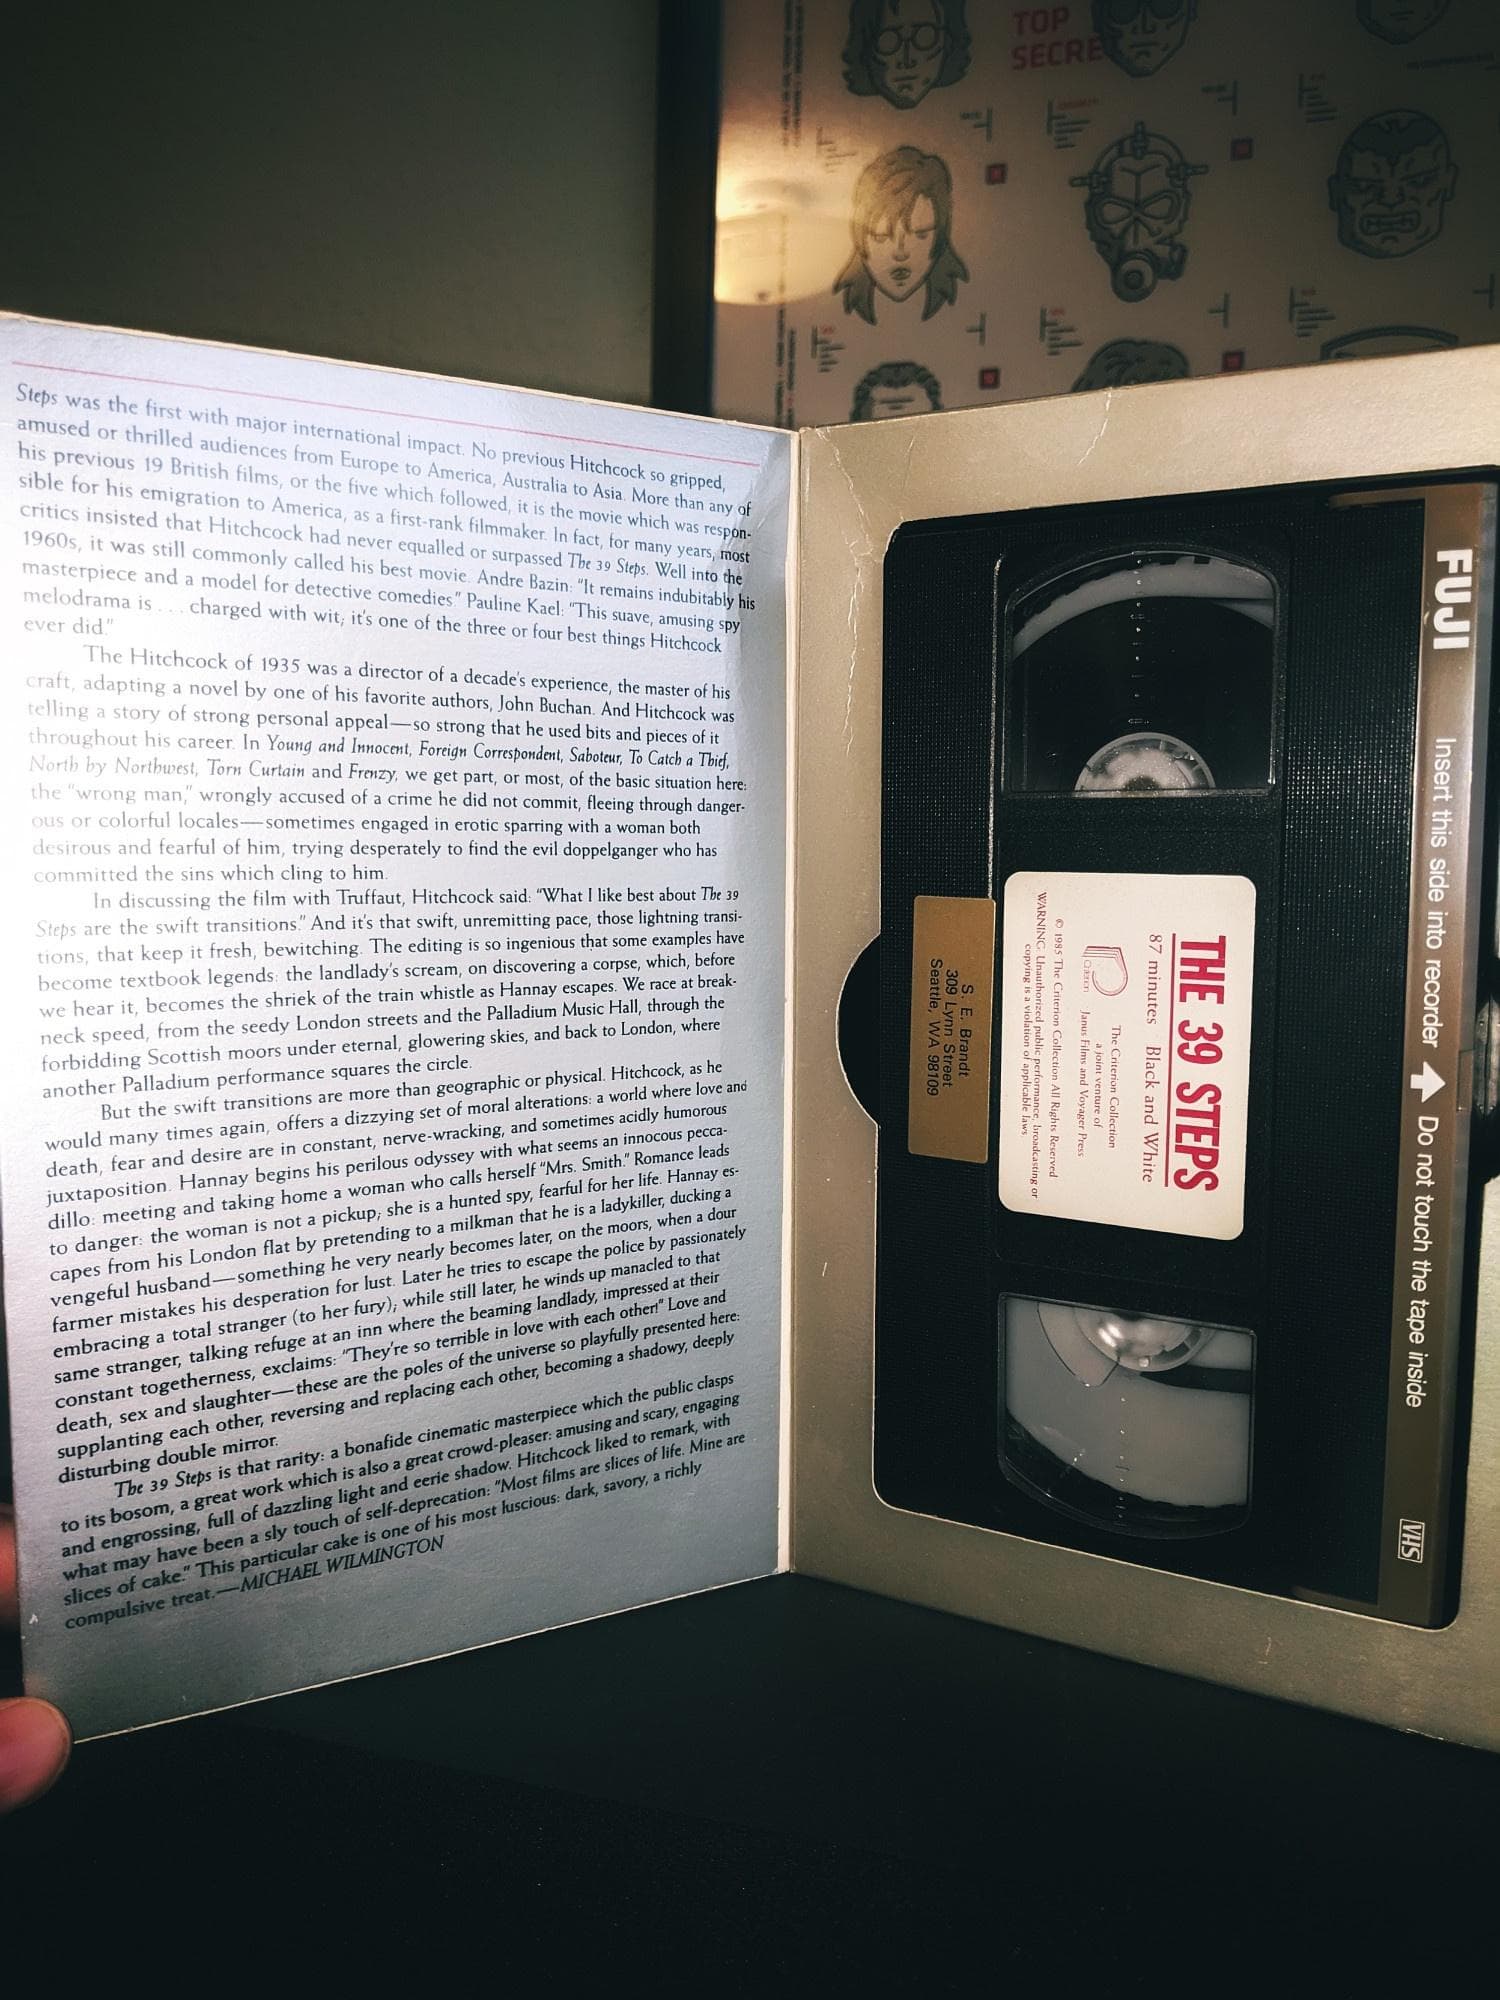 TOP
SECRE
Steps was the first with major international impact. No previous Hitchcock so gripped,
amused or thrilled audiences from Europe to America, Australia to Asia. More than any of
his previous 19 British films, or the five which followed, it is the movie which was respon-
sible for his emigration to America, as a first-rank filmmaker. In fact, for many years, most
critics insisted that Hitchcock had never equalled or surpassed The 39 Steps. Well into the
1960s, it was still commonly called his best movie. Andre Bazin: "It remains indubitably his
masterpiece and a model for detective comedies." Pauline Kael: "This suave, amusing spy
melodrama is . . . charged with wit; it's one of the three or four best things Hitchcock
ever did."
The Hitchcock of 1935 was a director of a decade's experience, the master of his
craft, adapting a novel by one of his favorite authors, John Buchan. And Hitchcock was
telling a story of strong personal appeal—so strong that he used bits and pieces of it
throughout his career. In Young and Innocent, Foreign Correspondent, Saboteur, To Catch a Thief,
North by Northwest, Torn Curtain and Frenzy, we get part, or most, of the basic situation here:
the "wrong man," wrongly accused of a crime he did not commit, fleeing through danger-
ous or colorful locales—sometimes engaged in erotic sparring with a woman both
desirous and fearful of him, trying desperately to find the evil doppelganger who has
committed the sins which cling to him.
In discussing the film with Truffaut, Hitchcock said: "What I like best about The 39
Steps are the swift transitions." And it's that swift, unremitting pace, those lightning transi-
tions, that keep it fresh, bewitching. The editing is so ingenious that some examples have
become textbook legends: the landlady's scream, on discovering a corpse, which, before
we hear it, becomes the shriek of the train whistle as Hannay escapes. We race at break-
neck speed, from the seedy London streets and the Palladium Music Hall, through the
forbidding Scottish moors under eternal, glowering skies, and back to London, where
another Palladium performance squares the circle.
But the swift transitions are more than geographic or physical. Hitchcock, as he
would many times again, offers a dizzying set of moral alterations: a world where love and
death, fear and desire are in constant, nerve-wracking, and sometimes acidly humorous
juxtaposition. Hannay begins his perilous odyssey with what seems an innocous pecca-
dillo: meeting and taking home a woman who calls herself "Mrs. Smith." Romance leads
to danger: the woman is not a pickup; she is a hunted spy, fearful for her life. Hannay es-
capes from his London flat by pretending to a milkman that he is a ladykiller, ducking a
vengeful husband—something he very nearly becomes later, on the moors, when a dour
farmer mistakes his desperation for lust. Later he tries to escape the police by passionately
embracing a total stranger (to her fury); while still later, he winds up manacled to that
same stranger, talking refuge at an inn where the beaming landlady, impressed at their
constant togetherness, exclaims: "They're so terrible in love with each other!" Love and
death, sex and slaughter—these are the poles of the universe so playfully presented here:
supplanting each other, reversing and replacing each other, becoming a shadowy, deeply
disturbing double mirror.
The 39 Steps is that rarity: a bonafide cinematic masterpiece which the public clasps
to its bosom, a great work which is also a great crowd-pleaser: amusing and scary, engaging
and engrossing, full of dazzling light and eerie shadow. Hitchcock liked to remark, with
what may have been a sly touch of self-deprecation: "Most films are slices of life. Mine are
slices of cake." This particular cake is one of his most luscious: dark, savory, a richly
compulsive treat.—MICHAEL WILMINGTON
FUJI
Insert this side into recorder
Do not touch the tape inside
VHS
THE 39 STEPS
87 minutes Black and White
The Criterion Collection
a joint venture of
Janus Films and Voyager Press
Criterion
© 1985 The Criterion Collection All Rights Reserved
WARNING: Unauthorized public performance, broadcasting or
copying is a violation of applicable laws.
S. E. Brandt
309 Lynn Street
Seattle, WA 98109